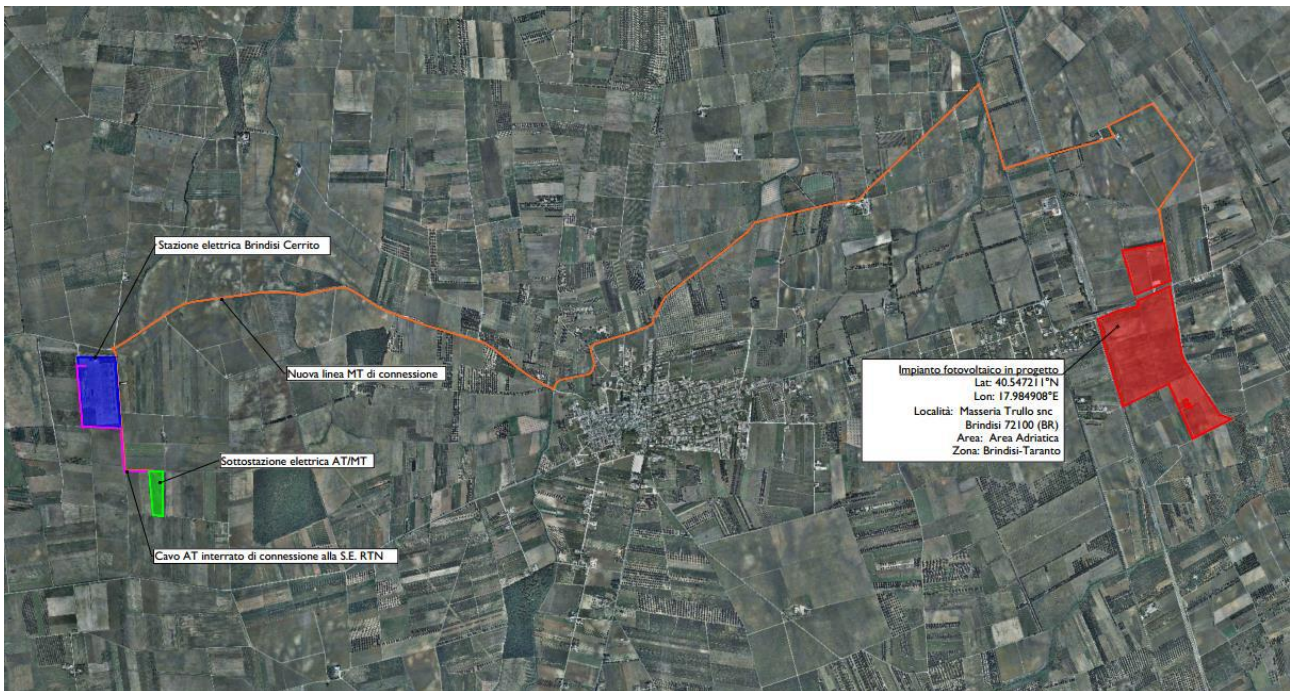 Stazione elettrica Brindisi Cerrito
Nuova linea MT di connessione
Impianto fotovoltaico in progetto
Lat: 40.547211°N
Lon: 17.984908°E
Località: Masseria Trullo snc
Brindisi 72100 (BR)
Area: Area Adriatica
Zona: Brindisi-Taranto
Sottostazione elettrica AT/MT
Cavo AT interrato di connessione alla S.E. RTN